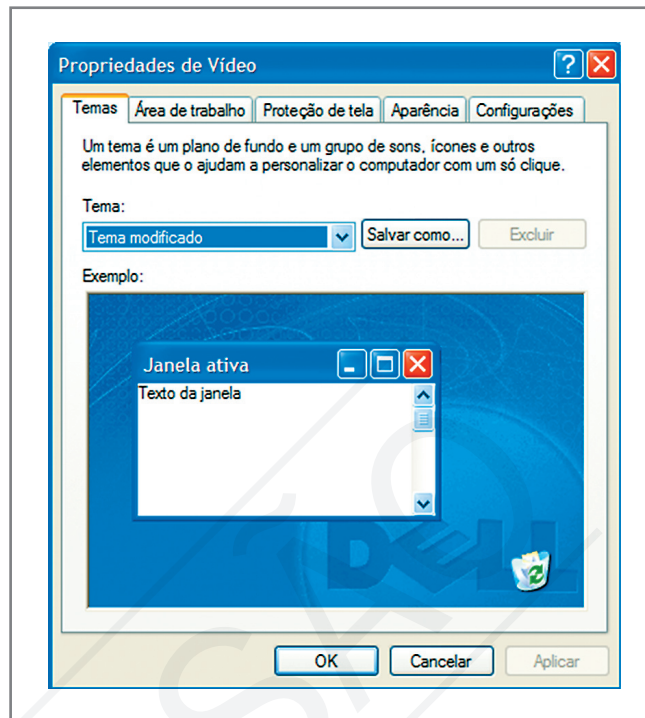 Propriedades de Vídeo
Temas Área de trabalho Proteção de tela Aparência Configurações
Um tema é um plano de fundo e um grupo de sons, ícones e outros
elementos que o ajudam a personalizar o computador com um só clique.
Tema:
Tema modificado Salvar como... Excluir
Exemplo:
Janela ativa
Texto da janela
DELL
OK Cancelar Aplicar